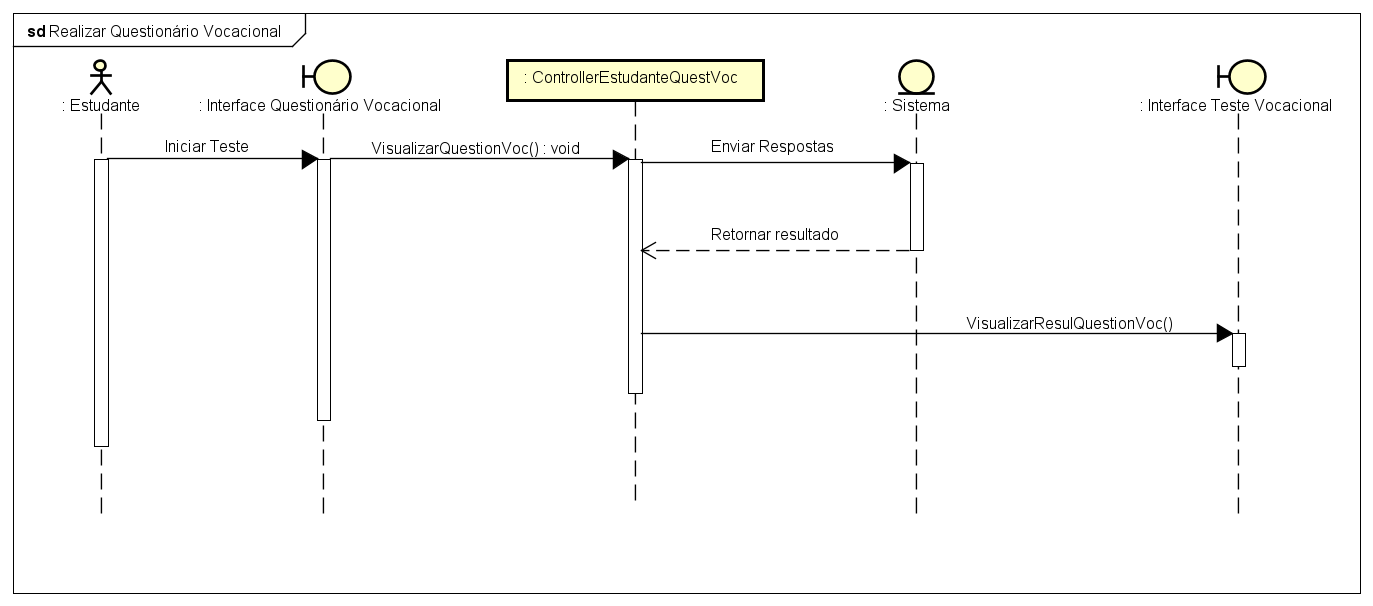 sd Realizar Questionário Vocacional
: Estudante
: Interface Questionário Vocacional
: ControllerEstudanteQuestVoc
: Sistema
: Interface Teste Vocacional
Iniciar Teste
VisualizarQuestionVoc() : void
Enviar Respostas
Retornar resultado
VisualizarResulQuestionVoc()